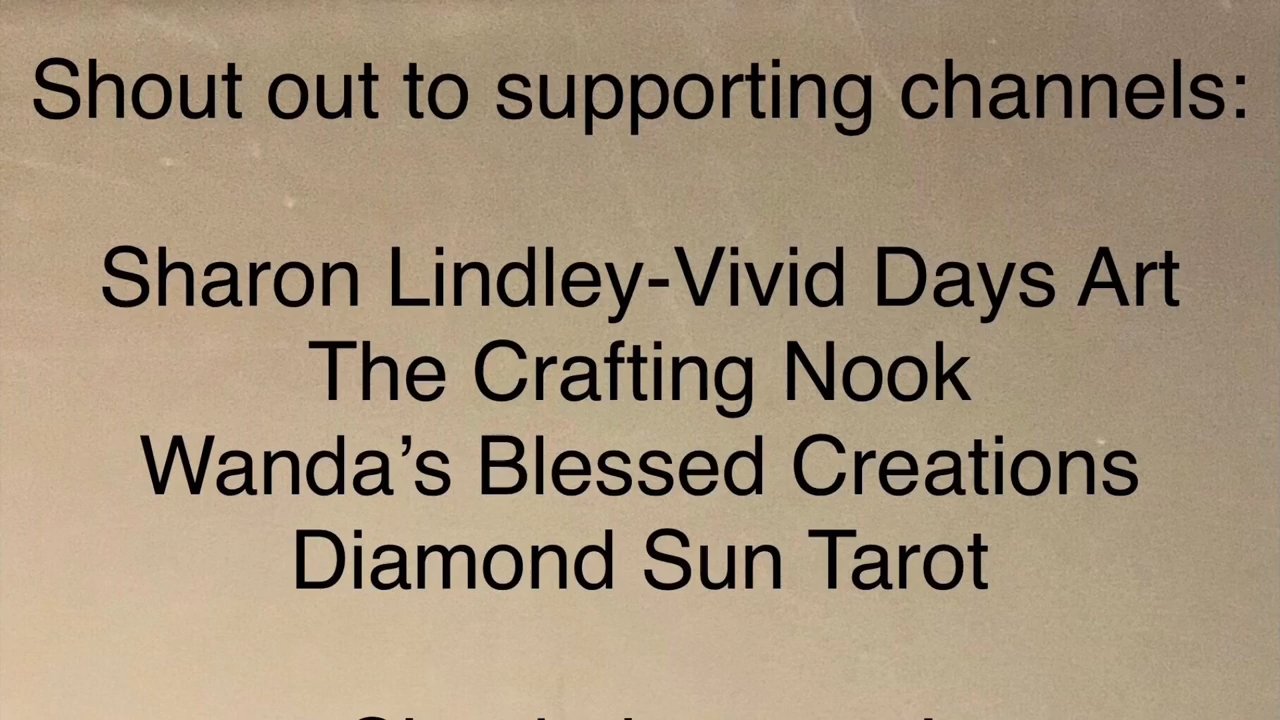 Shout out to supporting channels:
Sharon Lindley-Vivid Days Art
The Crafting Nook
Wanda’s Blessed Creations
Diamond Sun Tarot